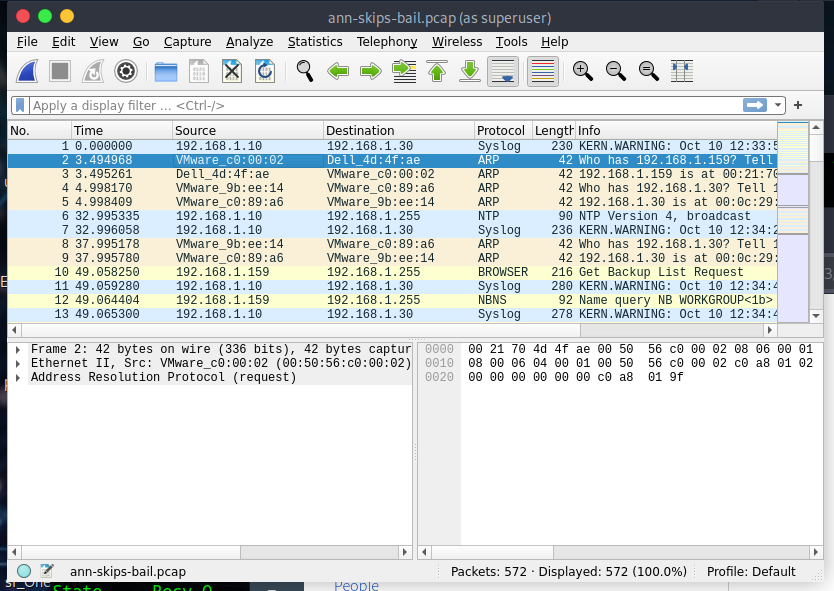 ann-skips-bail.pcap (as superuser)
File Edit View Go Capture Analyze Statistics Telephony Wireless Tools Help
Apply a display filter … <Ctrl-/>
No. Time Source Destination Protocol Length Info
1 0.000000 192.168.1.10 192.168.1.30 Syslog 230 KERN.WARNING: Oct 10 12:33:5
2 3.494968 VMware_c0:00:02 Dell_4d:4f:ae ARP 42 Who has 192.168.1.159? Tell
3 3.495261 Dell_4d:4f:ae VMware_c0:00:02 ARP 42 192.168.1.159 is at 00:21:70
4 4.998170 VMware_9b:ee:14 VMware_c0:89:a6 ARP 42 Who has 192.168.1.30? Tell 1
5 4.998409 VMware_c0:89:a6 VMware_9b:ee:14 ARP 42 192.168.1.30 is at 00:0c:29:
6 32.995335 192.168.1.10 192.168.1.255 NTP 90 NTP Version 4, broadcast
7 32.996058 192.168.1.10 192.168.1.30 Syslog 236 KERN.WARNING: Oct 10 12:34:2
8 37.995178 VMware_9b:ee:14 VMware_c0:89:a6 ARP 42 Who has 192.168.1.30? Tell 1
9 37.995780 VMware_c0:89:a6 VMware_9b:ee:14 ARP 42 192.168.1.30 is at 00:0c:29:
10 49.058250 192.168.1.159 192.168.1.255 BROWSER 216 Get Backup List Request
11 49.059280 192.168.1.10 192.168.1.30 Syslog 280 KERN.WARNING: Oct 10 12:34:4
12 49.064404 192.168.1.159 192.168.1.255 NBNS 92 Name query NB WORKGROUP<1b>
13 49.065300 192.168.1.10 192.168.1.30 Syslog 278 KERN.WARNING: Oct 10 12:34:4
Frame 2: 42 bytes on wire (336 bits), 42 bytes captur
Ethernet II, Src: VMware_c0:00:02 (00:50:56:c0:00:02)
Address Resolution Protocol (request)
0000 00 21 70 4d 4f ae 00 50 56 c0 00 02 08 06 00 01
0010 08 00 06 04 00 01 00 50 56 c0 00 02 c0 a8 01 02
0020 00 00 00 00 00 00 c0 a8 01 9f
ann-skips-bail.pcap Packets: 572 · Displayed: 572 (100.0%) Profile: Default
People